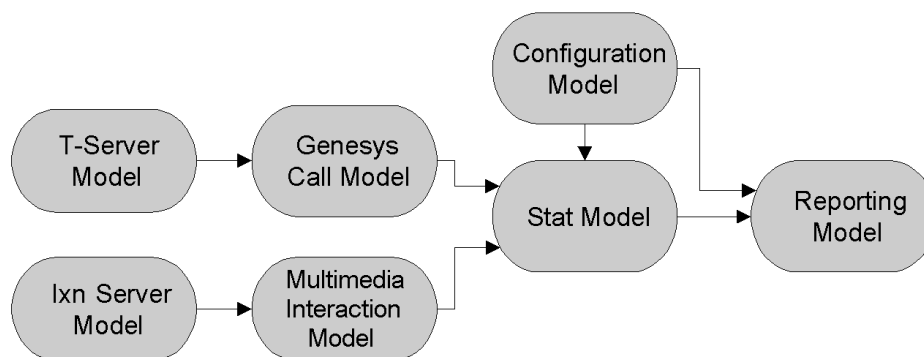 Configuration
Model
T-Server
Model
Genesys
Call Model
Stat Model
Reporting
Model
Ixn Server
Model
Multimedia
Interaction
Model